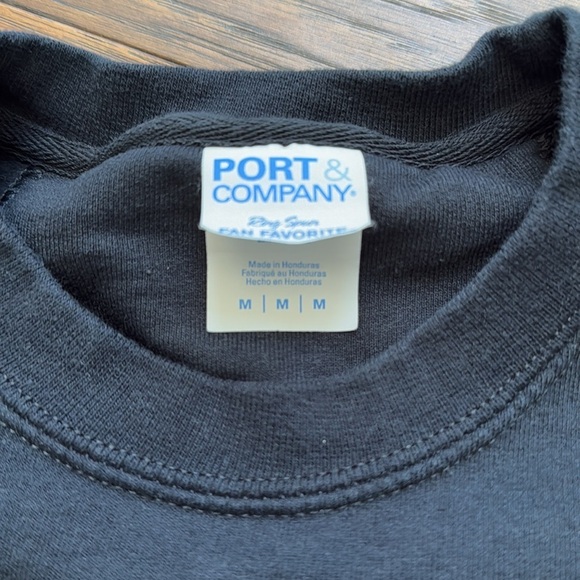 PORT &
COMPANY®
Ring Spun
FAN FAVORITE
Made in Honduras
Fabriqué au Honduras
Hecho en Honduras
M | M | M